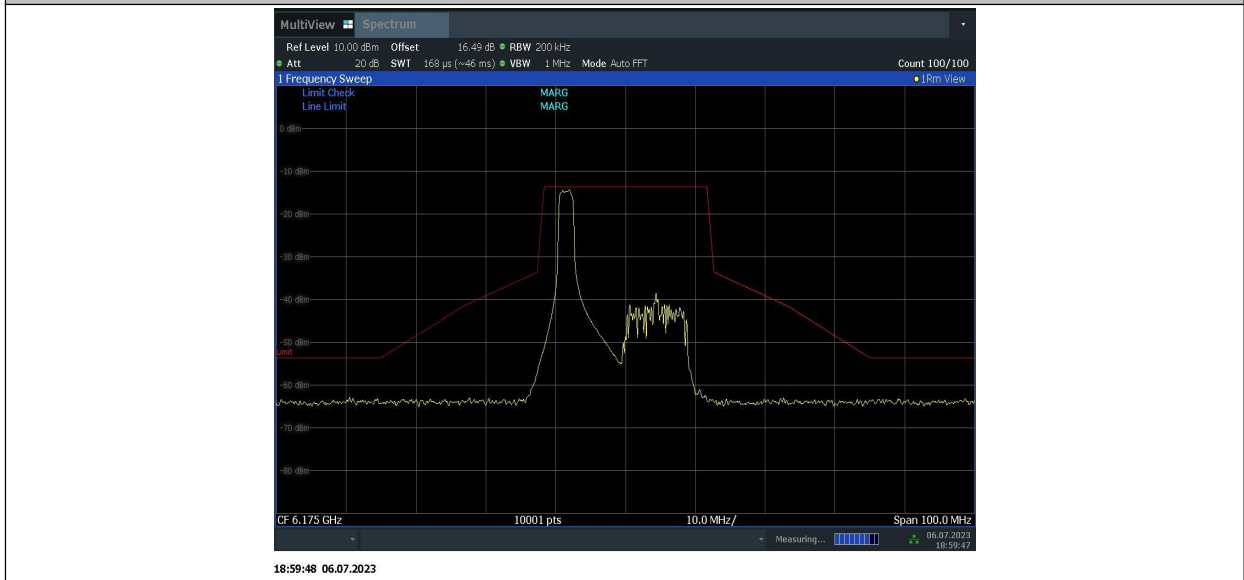 MultiView Spectrum
Ref Level 10.00 dBm Offset 16.49 dB RBW 200 kHz
Att 20 dB SWT 168 µs (~46 ms) VBW 1 MHz Mode Auto FFT Count 100/100
1 Frequency Sweep 1Rm View
Limit Check MARG
Line Limit MARG
0 dBm
-10 dBm
-20 dBm
-30 dBm
-40 dBm
-50 dBm
Limit
-60 dBm
-70 dBm
-80 dBm
CF 6.175 GHz 10001 pts 10.0 MHz/ Span 100.0 MHz
Measuring... 06.07.2023
18:59:47
18:59:48 06.07.2023